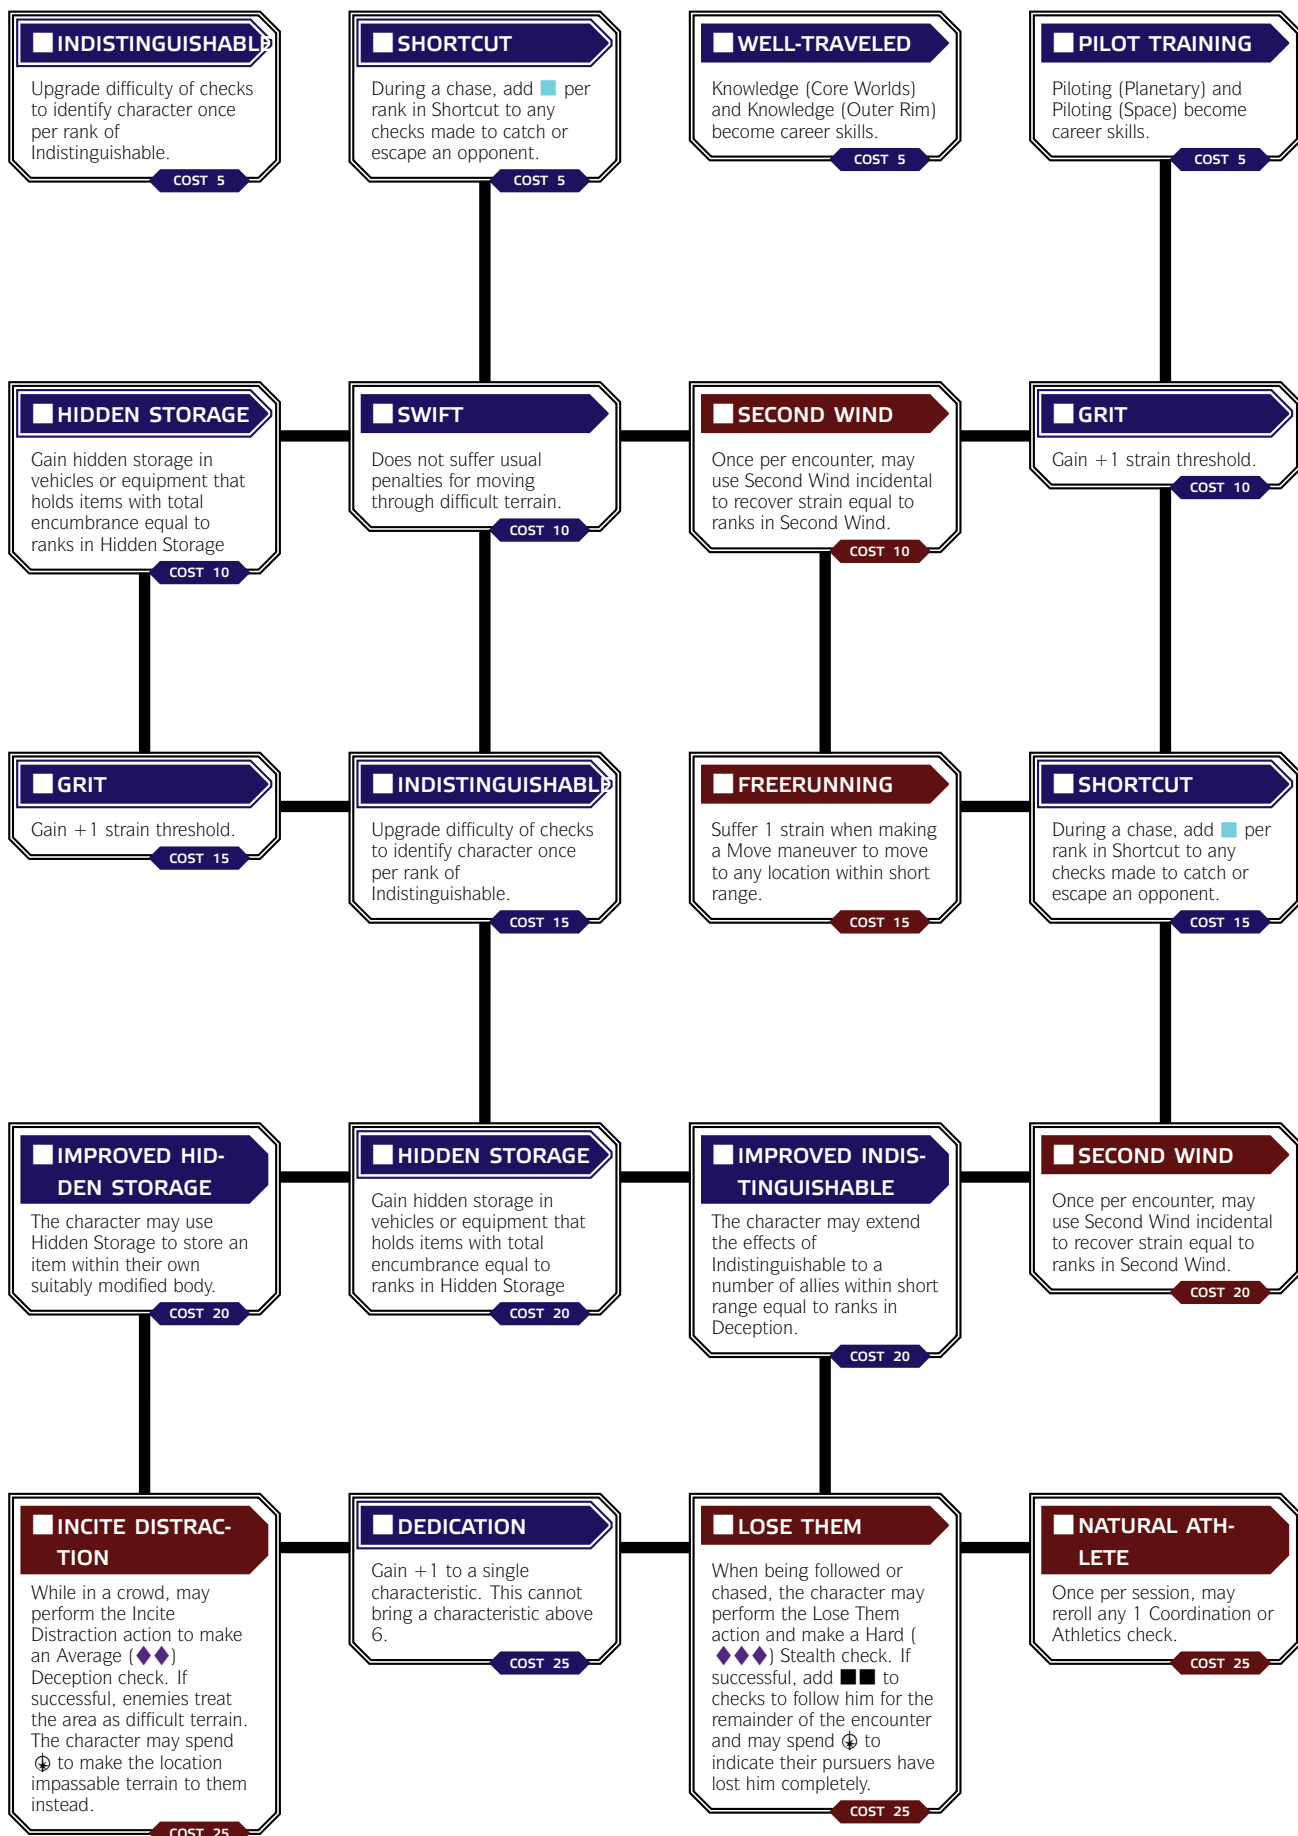 INDISTINGUISHABLE
Upgrade difficulty of checks
to identify character once
per rank of
Indistinguishable.
COST 5
SHORTCUT
During a chase, add per
rank in Shortcut to any
checks made to catch or
escape an opponent.
COST 5
WELL-TRAVELED
Knowledge (Core Worlds)
and Knowledge (Outer Rim)
become career skills.
COST 5
PILOT TRAINING
Piloting (Planetary) and
Piloting (Space) become
career skills.
COST 5
HIDDEN STORAGE
Gain hidden storage in
vehicles or equipment that
holds items with total
encumbrance equal to
ranks in Hidden Storage
COST 10
SWIFT
Does not suffer usual
penalties for moving
through difficult terrain.
COST 10
SECOND WIND
Once per encounter, may
use Second Wind incidental
to recover strain equal to
ranks in Second Wind.
COST 10
GRIT
Gain +1 strain threshold.
COST 10
GRIT
Gain +1 strain threshold.
COST 15
INDISTINGUISHABLE
Upgrade difficulty of checks
to identify character once
per rank of
Indistinguishable.
COST 15
FREERUNNING
Suffer 1 strain when making
a Move maneuver to move
to any location within short
range.
COST 15
SHORTCUT
During a chase, add per
rank in Shortcut to any
checks made to catch or
escape an opponent.
COST 15
IMPROVED HID-
DEN STORAGE
The character may use
Hidden Storage to store an
item within their own
suitably modified body.
COST 20
HIDDEN STORAGE
Gain hidden storage in
vehicles or equipment that
holds items with total
encumbrance equal to
ranks in Hidden Storage
COST 20
IMPROVED INDIS-
TINGUISHABLE
The character may extend
the effects of
Indistinguishable to a
number of allies within short
range equal to ranks in
Deception.
COST 20
SECOND WIND
Once per encounter, may
use Second Wind incidental
to recover strain equal to
ranks in Second Wind.
COST 20
INCITE DISTRAC-
TION
While in a crowd, may
perform the Incite
Distraction action to make
an Average (♦♦)
Deception check. If
successful, enemies treat
the area as difficult terrain.
The character may spend
to make the location
impassable terrain to them
instead.
COST 25
DEDICATION
Gain +1 to a single
characteristic. This cannot
bring a characteristic above
6.
COST 25
LOSE THEM
When being followed or
chased, the character may
perform the Lose Them
action and make a Hard (
♦♦♦) Stealth check. If
successful, add ■■ to
checks to follow him for the
remainder of the encounter
and may spend to
indicate their pursuers have
lost him completely.
COST 25
NATURAL ATH-
LETE
Once per session, may
reroll any 1 Coordination or
Athletics check.
COST 25